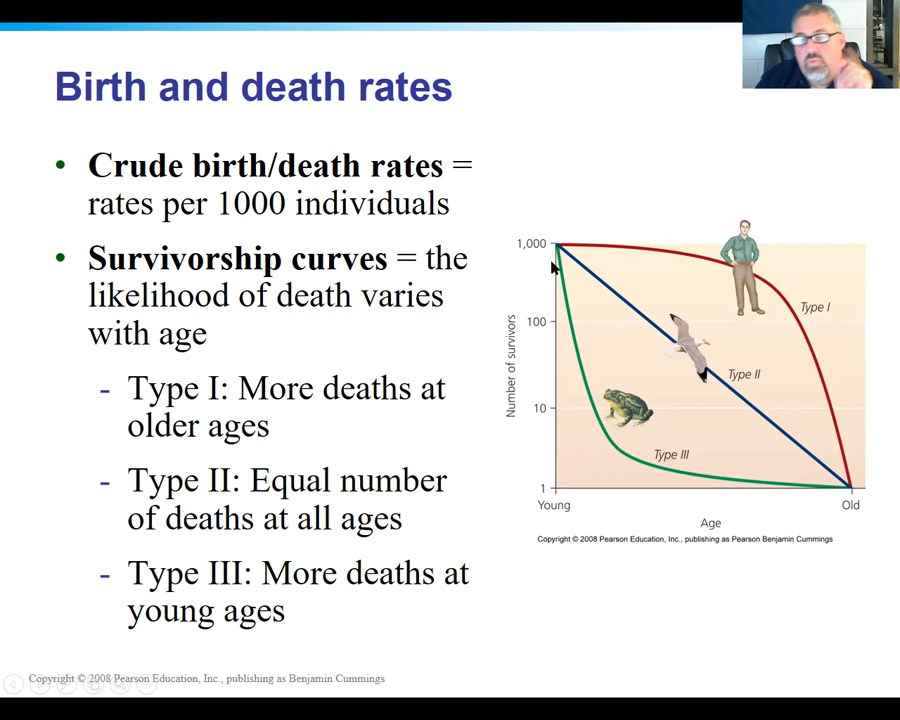 Birth and death rates
• Crude birth/death rates =
rates per 1000 individuals
• Survivorship curves = the
likelihood of death varies
with age
- Type I: More deaths at
older ages
- Type II: Equal number
of deaths at all ages
- Type III: More deaths at
young ages
Number of survivors
1,000
100
10
1
Type I
Type II
Type III
Young
Old
Age
Copyright © 2008 Pearson Education, Inc., publishing as Pearson Benjamin Cummings
Copyright © 2008 Pearson Education, Inc., publishing as Benjamin Cummings